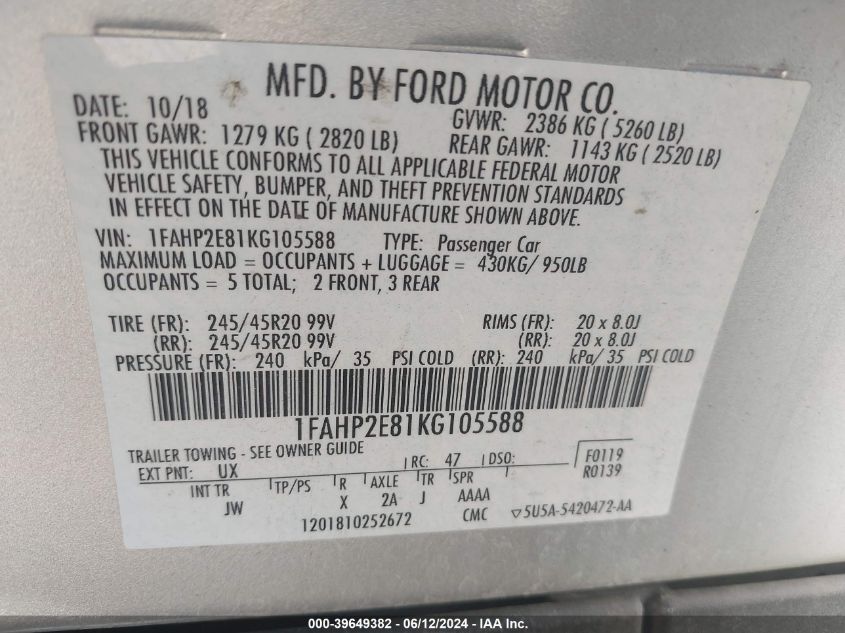 MFD. BY FORD MOTOR CO.
DATE: 10/18 GVWR: 2386 KG ( 5260 LB)
FRONT GAWR: 1279 KG ( 2820 LB) REAR GAWR: 1143 KG ( 2520 LB)
THIS VEHICLE CONFORMS TO ALL APPLICABLE FEDERAL MOTOR
VEHICLE SAFETY, BUMPER, AND THEFT PREVENTION STANDARDS
IN EFFECT ON THE DATE OF MANUFACTURE SHOWN ABOVE.
VIN: 1FAHP2E81KG105588 TYPE: Passenger Car
MAXIMUM LOAD = OCCUPANTS + LUGGAGE = 430KG/ 950LB
OCCUPANTS = 5 TOTAL; 2 FRONT, 3 REAR
TIRE (FR): 245/45R20 99V RIMS (FR): 20 x 8.0J
(RR): 245/45R20 99V (RR): 20 x 8.0J
PRESSURE (FR): 240 kPa/ 35 PSI COLD (RR): 240 kPa/ 35 PSI COLD
1FAHP2E81KG105588
TRAILER TOWING - SEE OWNER GUIDE
EXT PNT: UX RC: 47 DSO: F0119
R0139
INT TR TP/PS R AXLE TR SPR
JW X 2A J AAAA
1201810252672 CMC ▽5U5A-5420472-AA
000-39649382 - 06/12/2024 - IAA Inc.